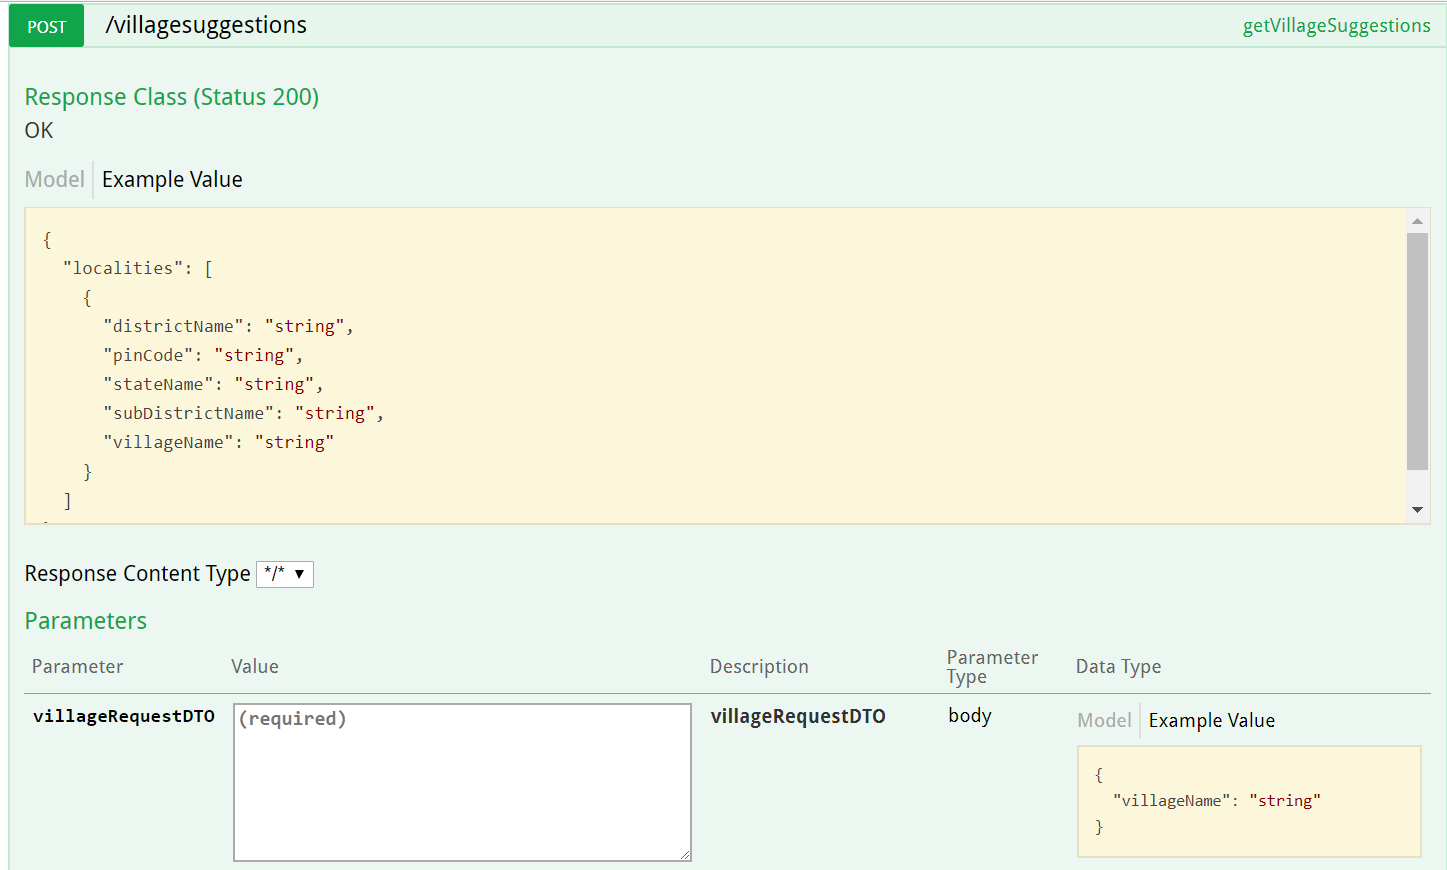 POST /villagesuggestions getVillageSuggestions
Response Class (Status 200)
OK
Model Example Value
{
"localities": [
{
"districtName": "string",
"pinCode": "string",
"stateName": "string",
"subDistrictName": "string",
"villageName": "string"
}
]
Response Content Type */*
Parameters
Parameter Value Description Parameter Type Data Type
villageRequestDTO (required) villageRequestDTO body Model Example Value
{
"villageName": "string"
}